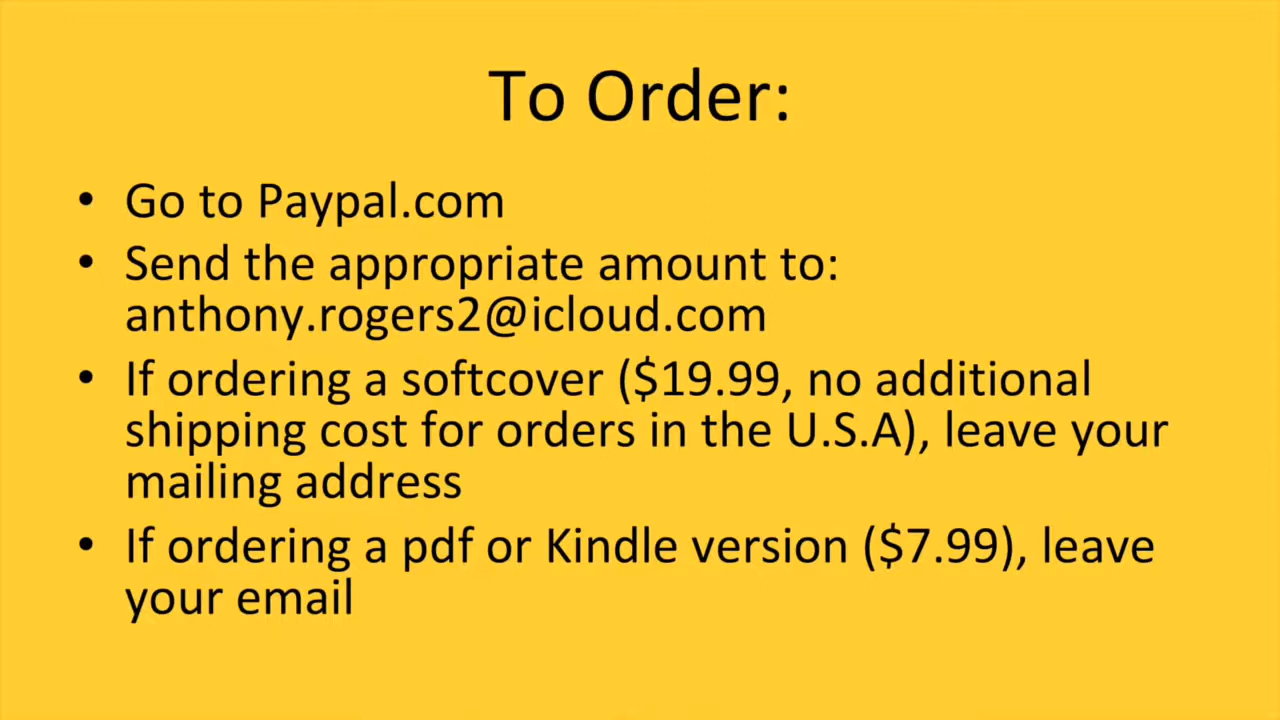 To Order:
• Go to Paypal.com
• Send the appropriate amount to:
anthony.rogers2@icloud.com
• If ordering a softcover ($19.99, no additional
shipping cost for orders in the U.S.A), leave your
mailing address
• If ordering a pdf or Kindle version ($7.99), leave
your email